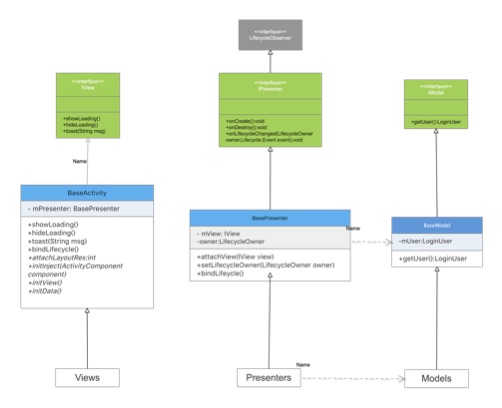 <<interface>>
LifecycleObserver
<<interface>>
IView
+showLoading()
+hideLoading()
+toast(String msg)
<<interface>>
IPresenter
+onCreate():void
+onDestroy():void
+onLifecycleChanged(LifecycleOwner
owner,Lifecycle.Event event):void
<<interface>>
IModel
+getUser():LoginUser
Name
BaseActivity
- mPresenter: BasePresenter
+showLoading()
+hideLoading()
+toast(String msg)
+bindLifecycle()
+attachLayoutRes:int
+initInject(ActivityComponent
component)
+initView()
+initData()
BasePresenter
- mView: IView
-owner:LifecycleOwner
+attachView(IView view)
+setLifecycleOwner(LifecycleOwner owner)
+bindLifeycle()
Name
BaseModel
-mUser:LoginUser
+getUser():LoginUser
Views
Presenters
Name
Models